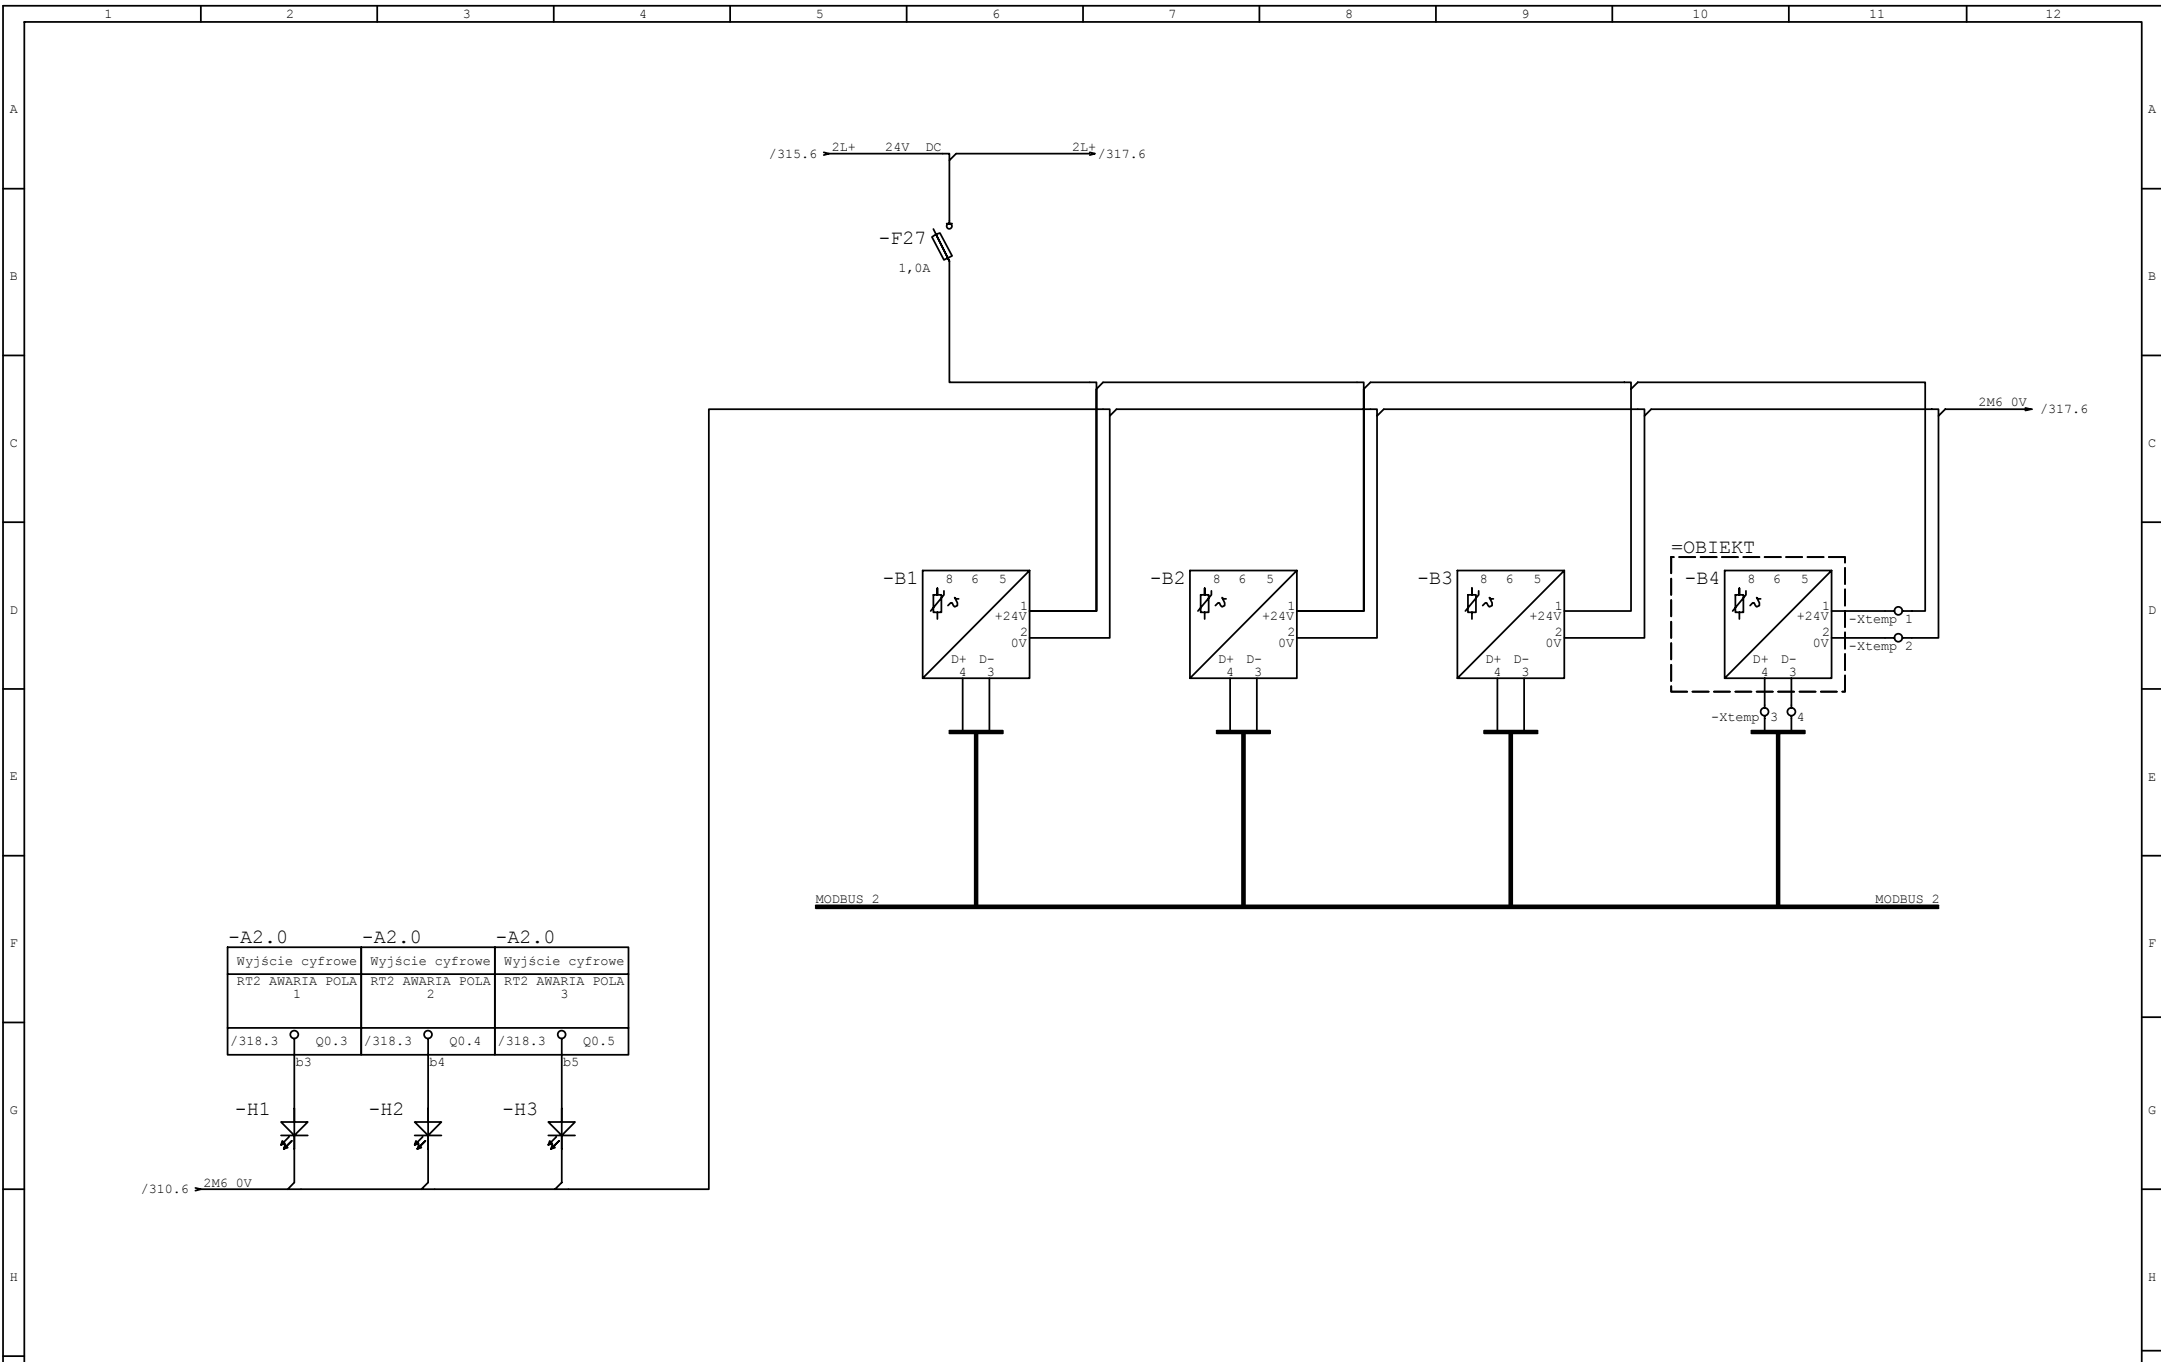 1 2 3 4 5 6 7 8 9 10 11 12
A A
/315.6 2L+ 24V DC 2L+ /317.6
-F27
1,0A
B B
2M6 0V /317.6
C C
=OBIEKT
-B1 8 6 5
-B2 8 6 5
-B3 8 6 5
-B4 8 6 5
D D
1 1 1 1
+24V +24V +24V +24V -Xtemp 1
2 2 2 2
0V 0V 0V 0V -Xtemp 2
D+ D- D+ D- D+ D- D+ D-
4 3 4 3 4 3 4 3
-Xtemp 3 4
E E
MODBUS 2 MODBUS 2
-A2.0 -A2.0 -A2.0
F F
Wyjście cyfrowe Wyjście cyfrowe Wyjście cyfrowe
RT2 AWARIA POLA RT2 AWARIA POLA RT2 AWARIA POLA
1 2 3
/318.3 Q0.3 /318.3 Q0.4 /318.3 Q0.5
b3 b4 b5
-H1 -H2 -H3
G G
/310.6 2M6 0V
H H